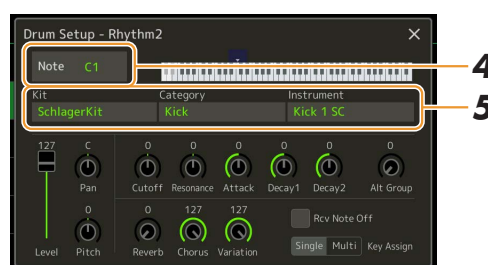 Drum Setup - Rhythm2
Note C1
4
Kit Category Instrument
SchlagerKit Kick Kick 1 SC
5
127 C 0 0 0 0 0 0
Pan Cutoff Resonance Attack Decay1 Decay2 Alt Group
0 0 127 127
Rcv Note Off
Single Multi Key Assign
Level Pitch Reverb Chorus Variation